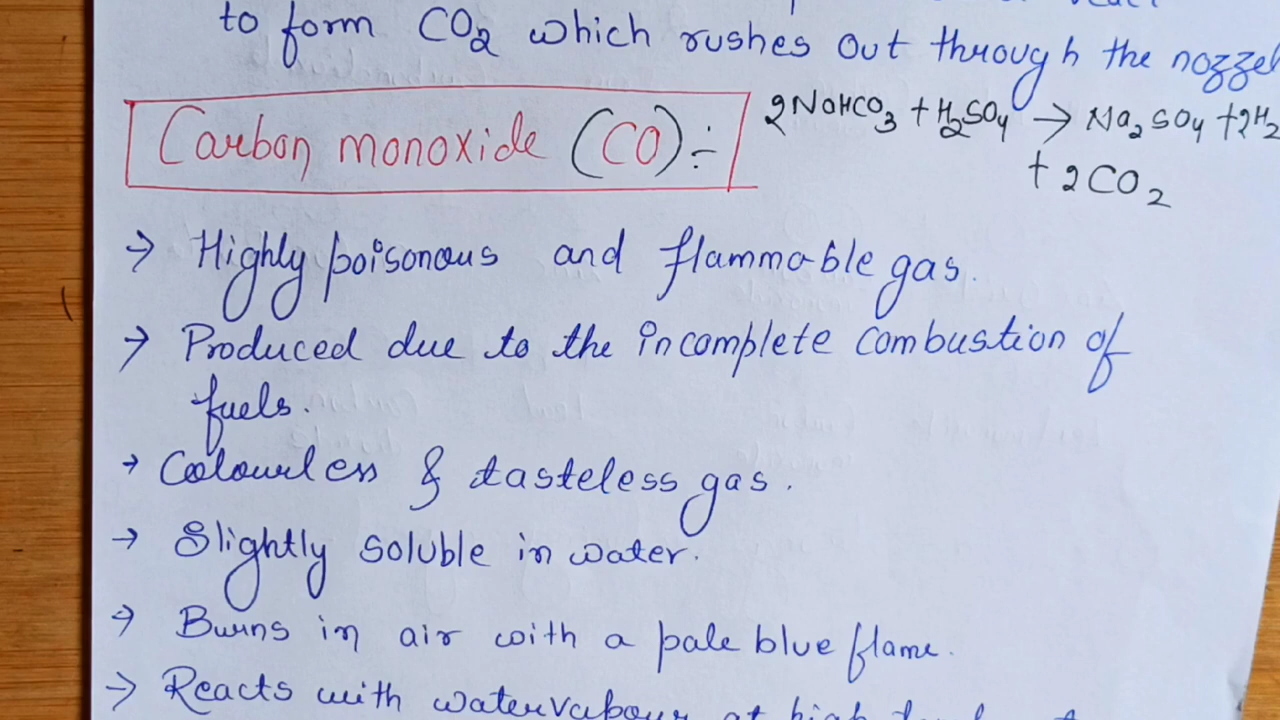 to form CO₂ which rushes out through the nozzel
Carbon monoxide (CO):-
2NaHCO₃ + H₂SO₄ → Na₂SO₄ + 2H₂
+ 2CO₂
→ Highly poisonous and flammable gas.
→ Produced due to the incomplete combustion of
fuels.
→ Colourless & tasteless gas.
→ Slightly soluble in water.
→ Burns in air with a pale blue flame.
→ Reacts with watervapour at high